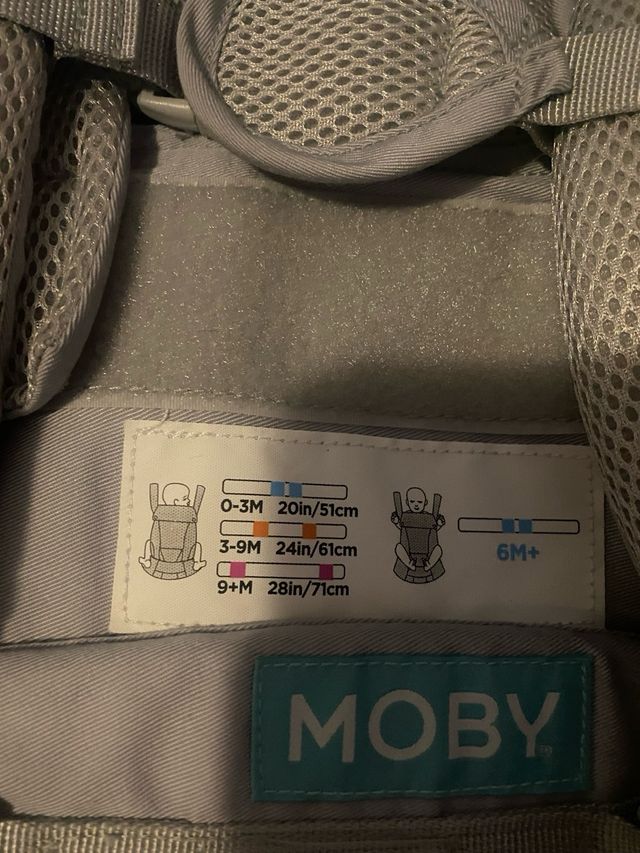 0-3M 20in/51cm
3-9M 24in/61cm
9+M 28in/71cm
6M+
MOBY